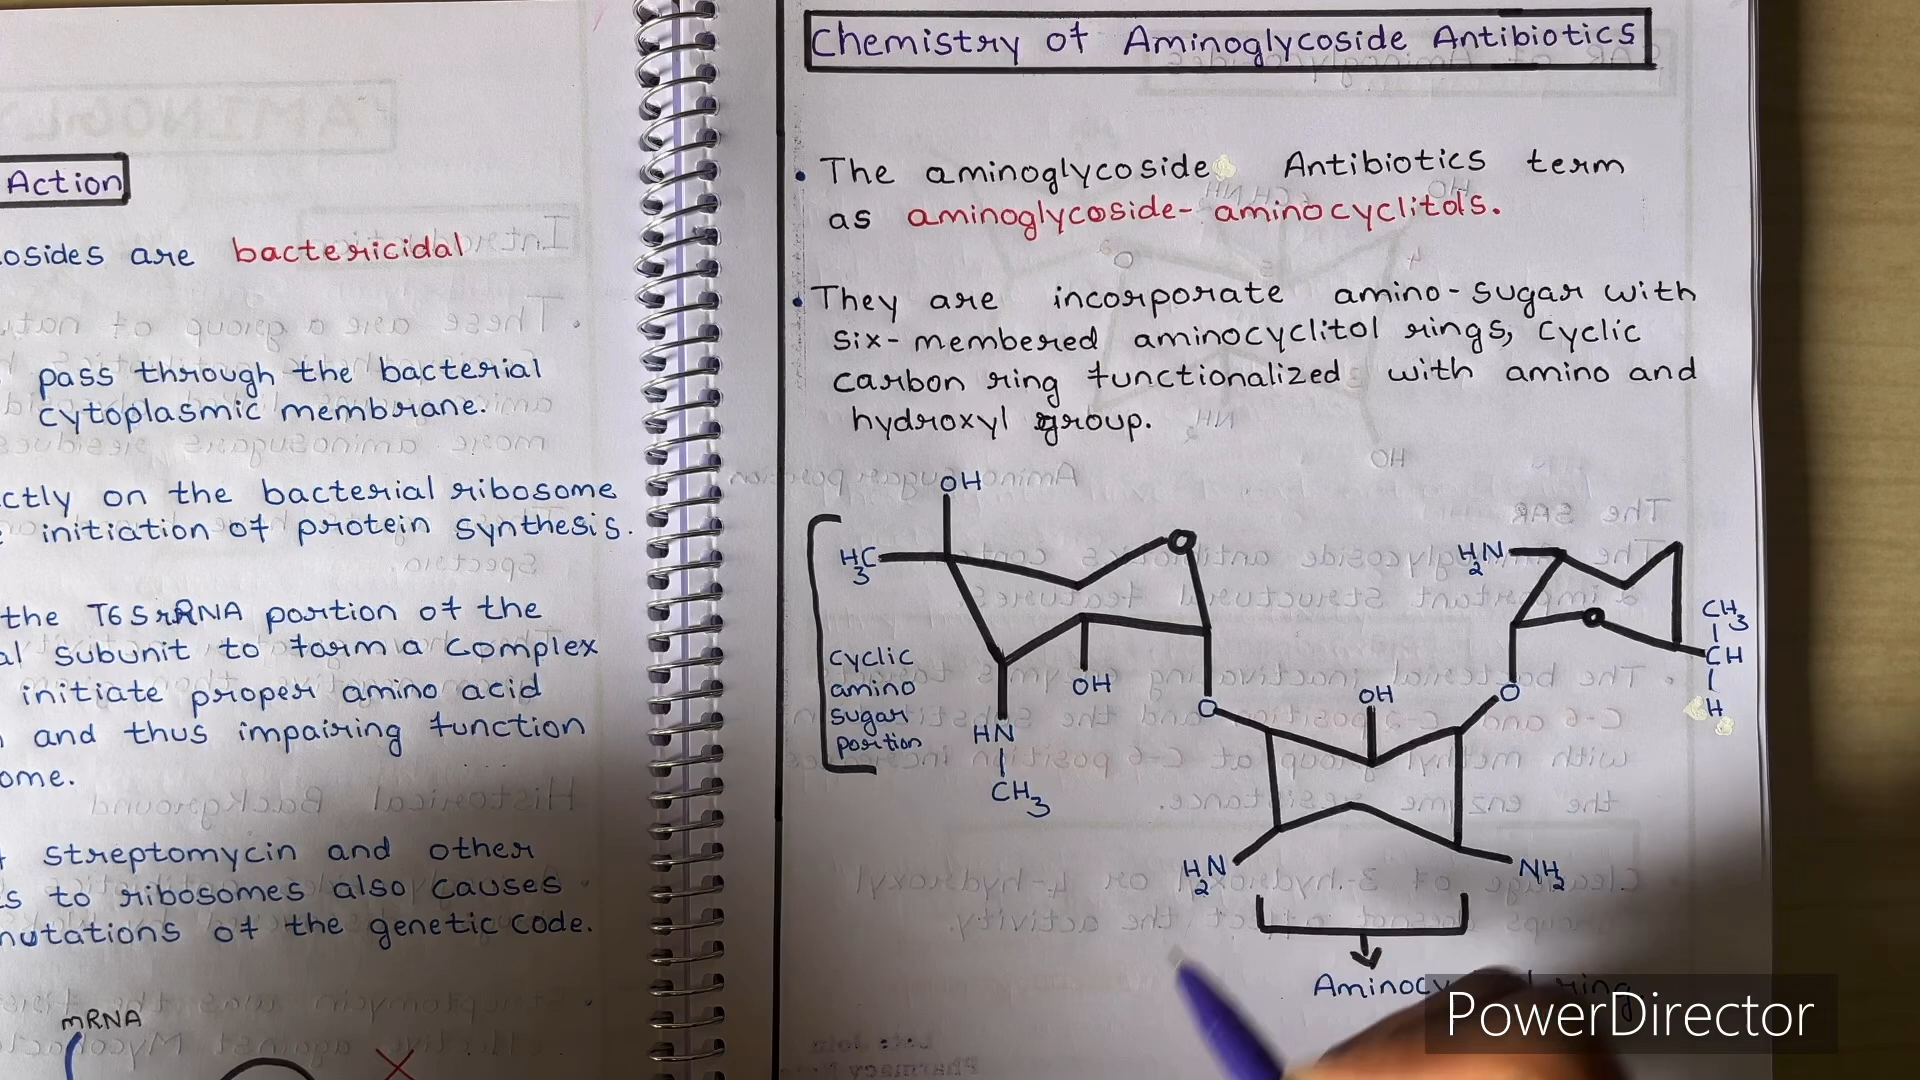 Action
osides are bactericidal
pass through the bacterial
cytoplasmic membrane.
ctly on the bacterial ribosome
initiation of protein synthesis.
the T6SrRNA portion of the
al subunit to form a complex
initiate proper amino acid
and thus impairing function
ome.
streptomycin and other
s to ribosomes also causes
mutations of the genetic code.
mRNA
Chemistry of Aminoglycoside Antibiotics
• The aminoglycoside Antibiotics term
as aminoglycoside- aminocyclitols.
• They are incorporate amino-sugar with
six-membered aminocyclitol rings, cyclic
carbon ring functionalized with amino and
hydroxyl group.
OH
H3C
O
OH
HN
CH3
cyclic
amino
sugar
portion
O
OH
O
H2N
O
CH3
CH
H
H2N
NH2
ring
PowerDirector